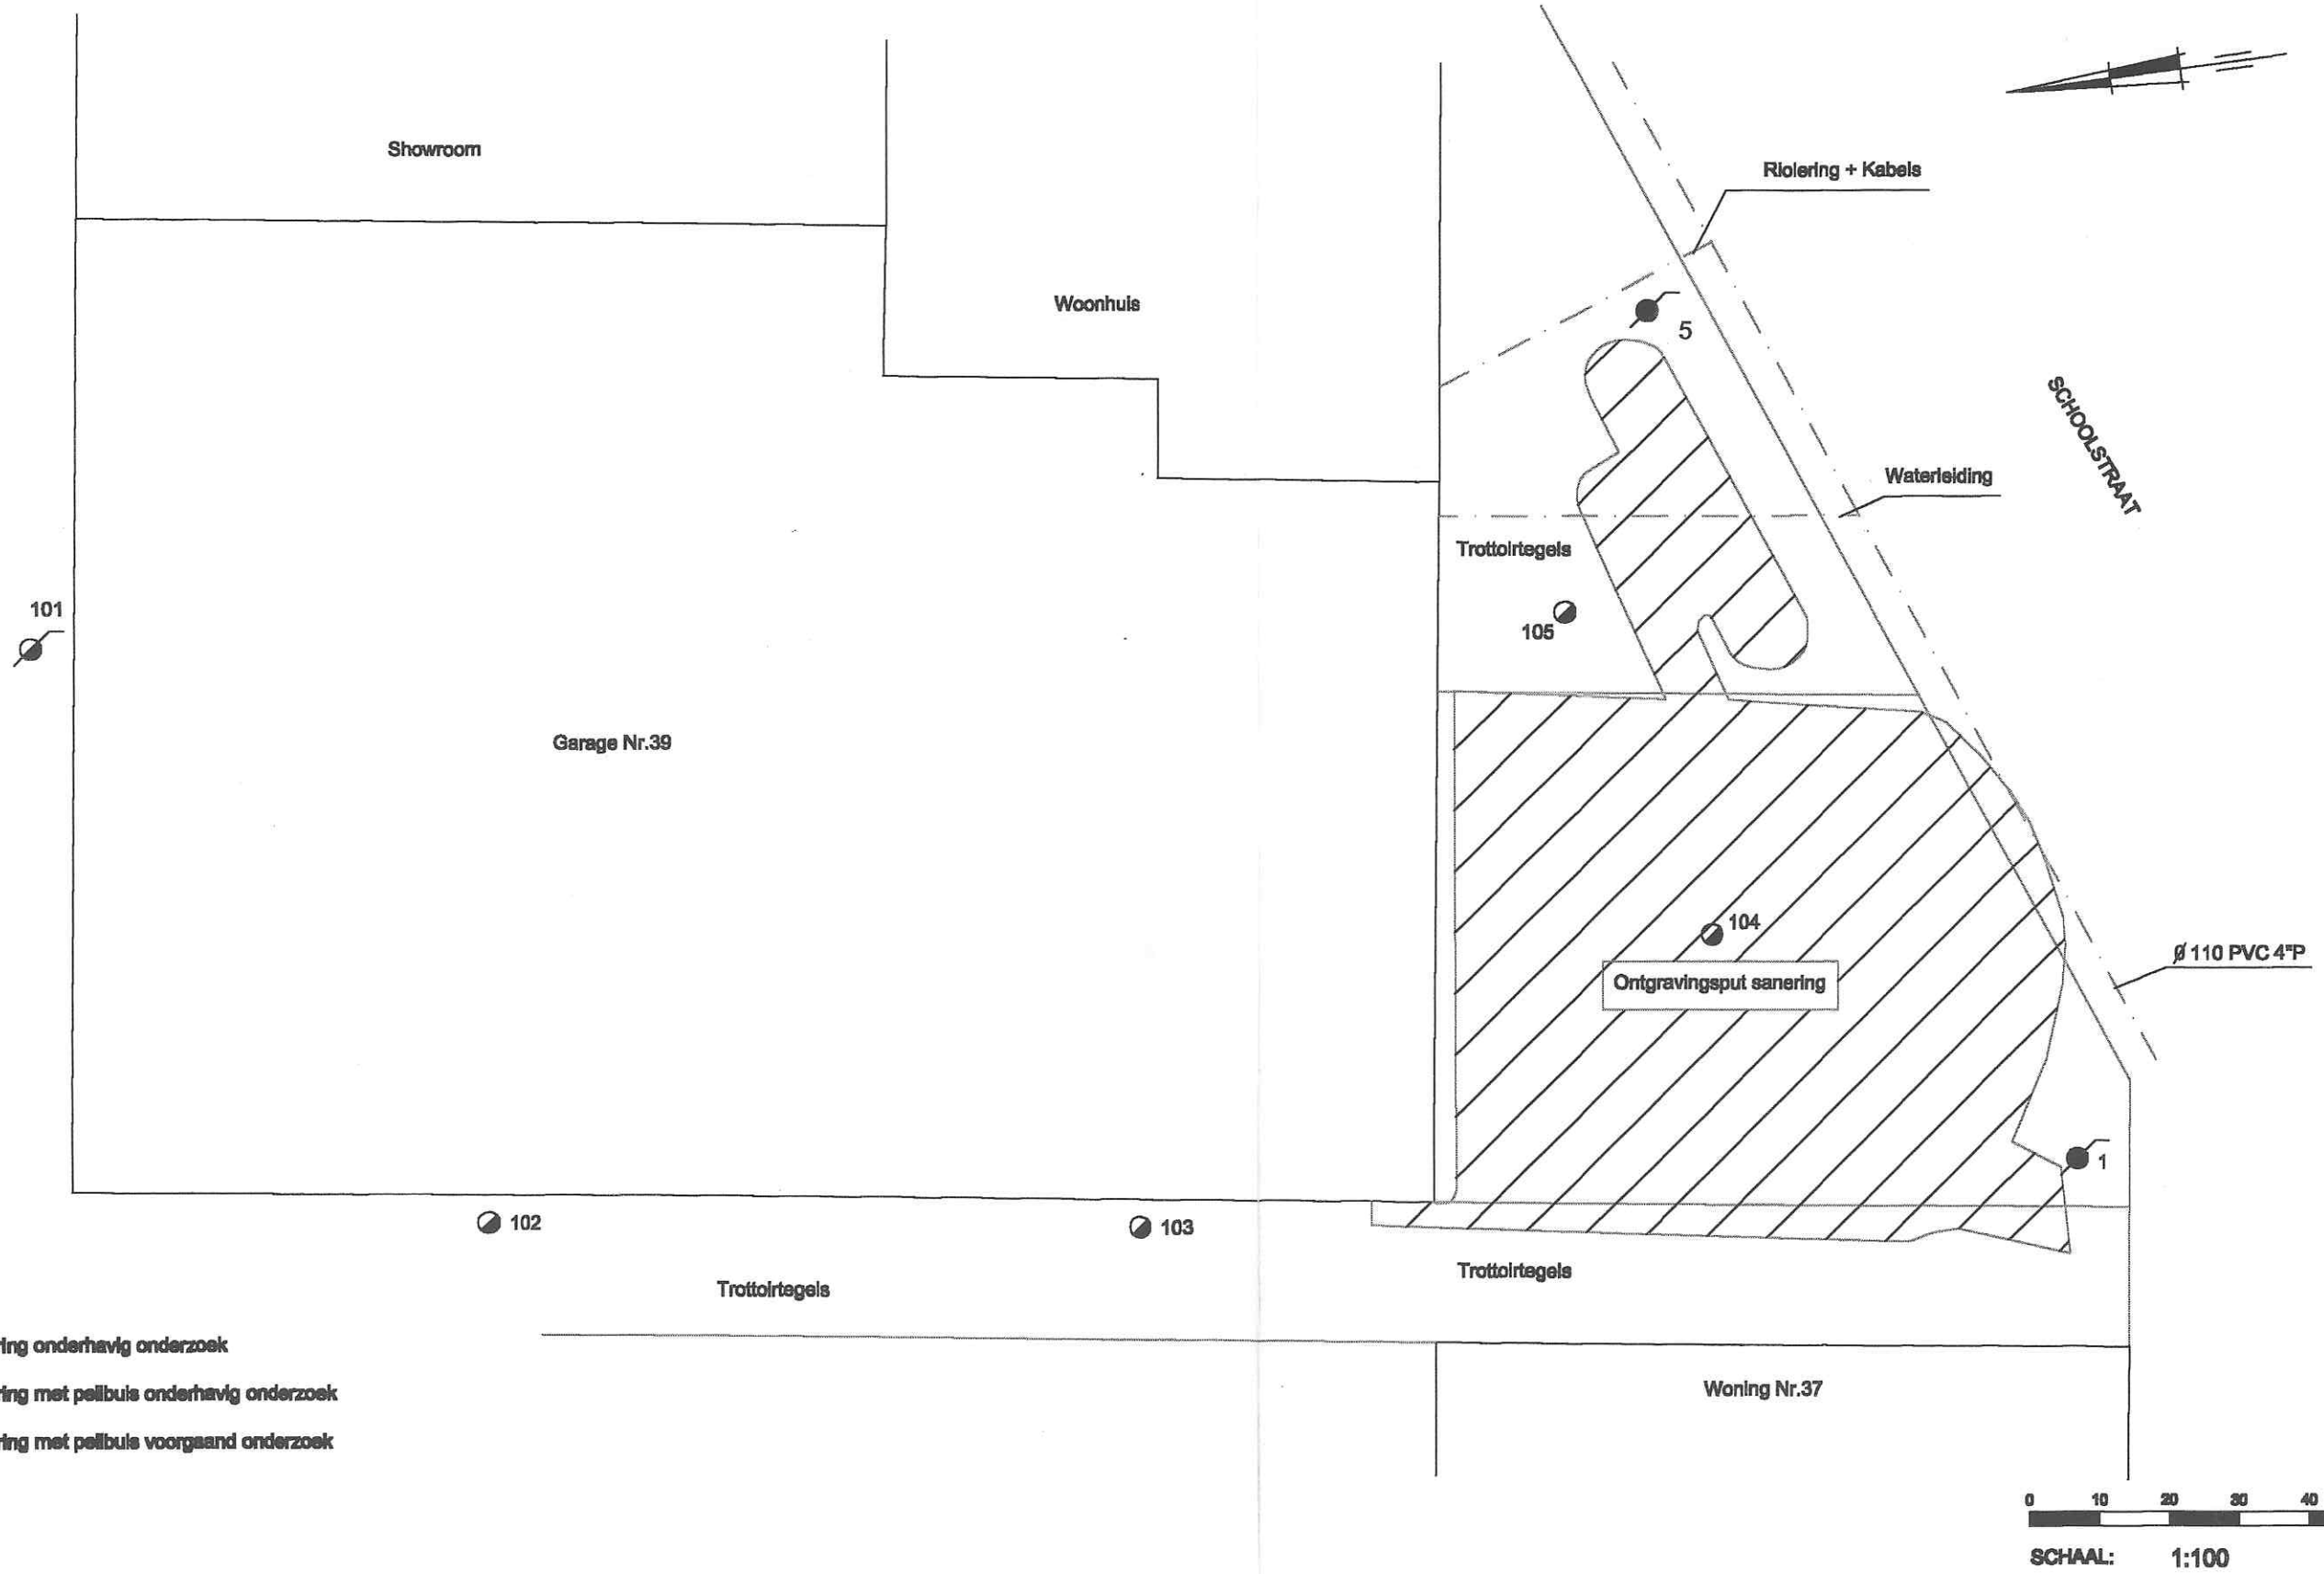 Showroom
Riolering + Kabels
Woonhuis
5
SCHOOLSTRAAT
Waterleiding
Trottoirtegels
101
105
Garage Nr.39
104
Ø 110 PVC 4"P
Ontgravingsput sanering
1
102
103
Trottoirtegels
Trottoirtegels
ring onderhavig onderzoek
ring met peilbuis onderhavig onderzoek
ring met peilbuis voorgaand onderzoek
Woning Nr.37
0 10 20 30 40
SCHAAL: 1:100